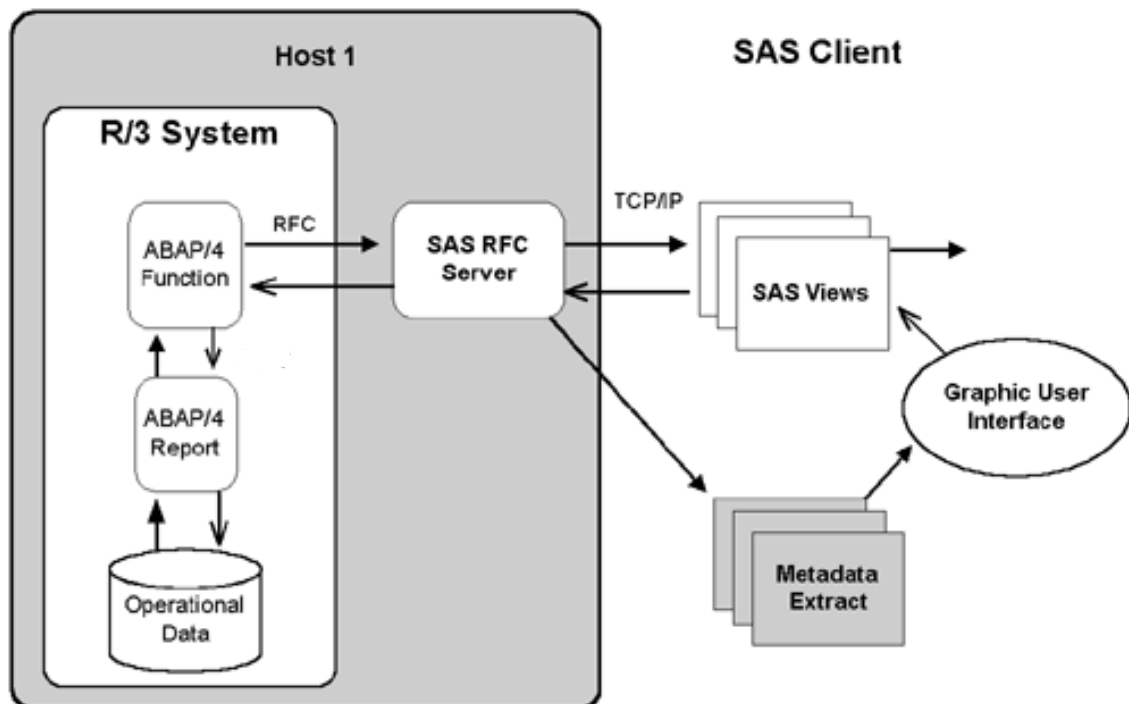 Host 1
SAS Client
R/3 System
ABAP/4
Function
RFC
SAS RFC
Server
TCP/IP
SAS Views
ABAP/4
Report
Graphic User
Interface
Operational
Data
Metadata
Extract